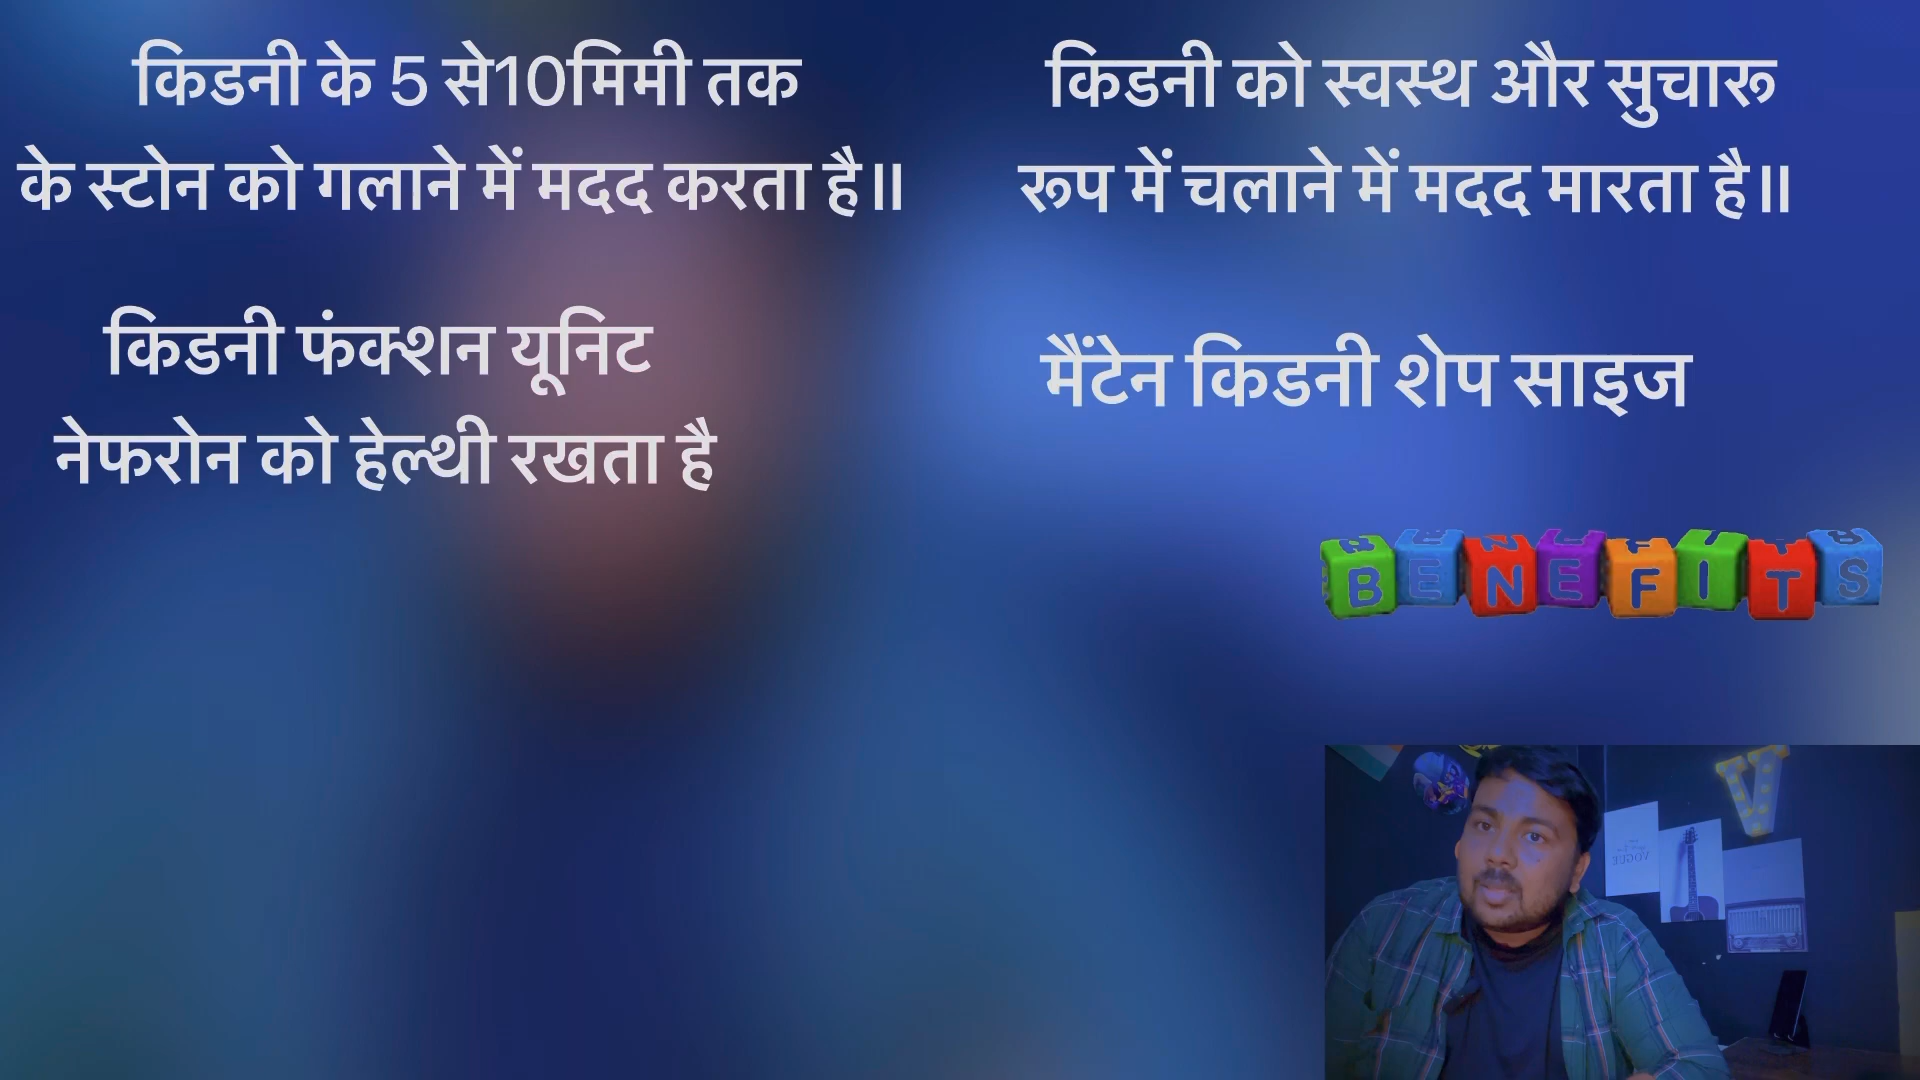 किडनी के 5 से10मिमी तक
के स्टोन को गलाने में मदद करता है॥
किडनी को स्वस्थ और सुचारू
रूप में चलाने में मदद मारता है॥
किडनी फंक्शन यूनिट
नेफरोन को हेल्थी रखता है
मैंटेन किडनी शेप साइज
BENEFITS
V
VOGUE